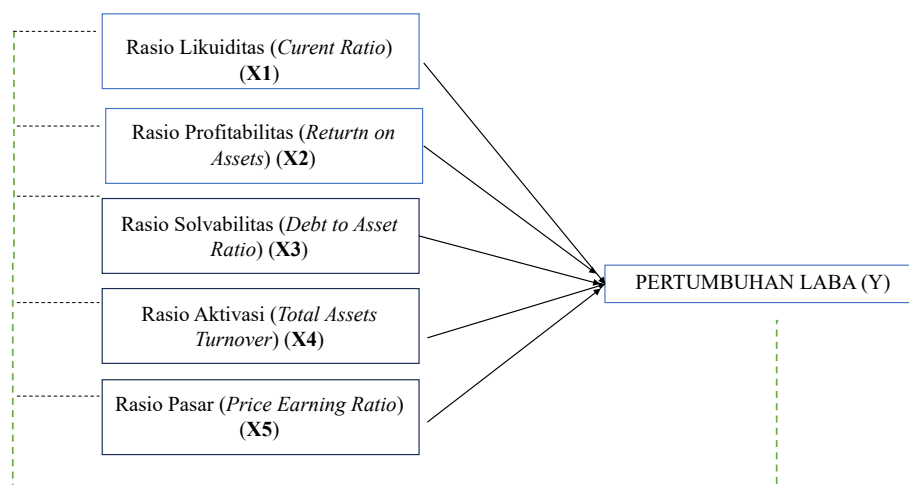 Rasio Likuiditas (Curent Ratio)
(X1)
Rasio Profitabilitas (Returtn on
Assets) (X2)
Rasio Solvabilitas (Debt to Asset
Ratio) (X3)
Rasio Aktivasi (Total Assets
Turnover) (X4)
Rasio Pasar (Price Earning Ratio)
(X5)
PERTUMBUHAN LABA (Y)